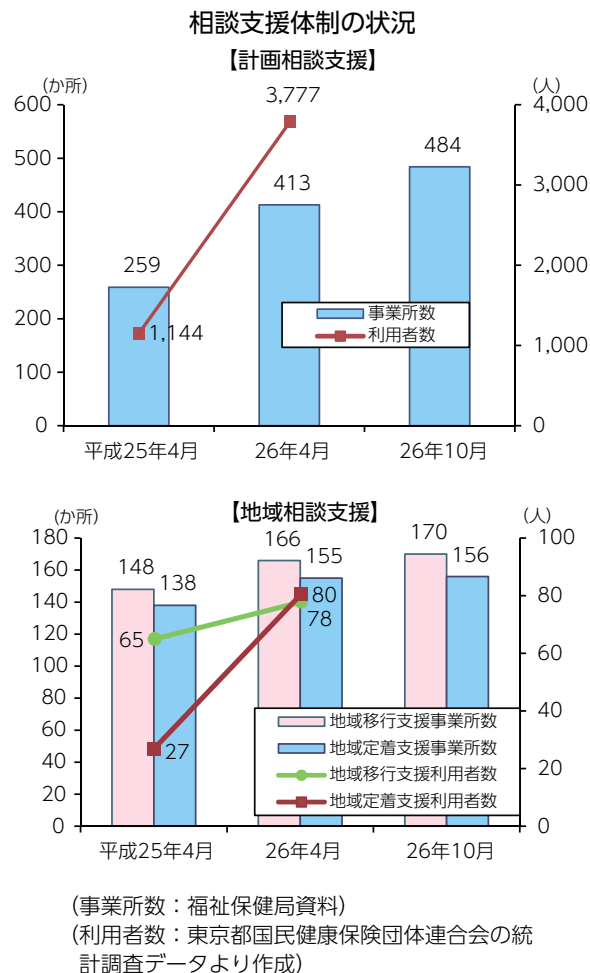 相談支援体制の状況
【計画相談支援】
(か所)
(人)
600
500
400
300
200
100
0
4,000
3,000
2,000
1,000
0
259
413
484
1,144
3,777
事業所数
利用者数
平成25年4月
26年4月
26年10月
【地域相談支援】
(か所)
(人)
180
160
140
120
100
80
60
40
20
0
100
80
60
40
20
0
148
138
166
155
170
156
65
78
27
80
地域移行支援事業所数
地域定着支援事業所数
地域移行支援利用者数
地域定着支援利用者数
平成25年4月
26年4月
26年10月
(事業所数：福祉保健局資料)
(利用者数：東京都国民健康保険団体連合会の統
計調査データより作成)